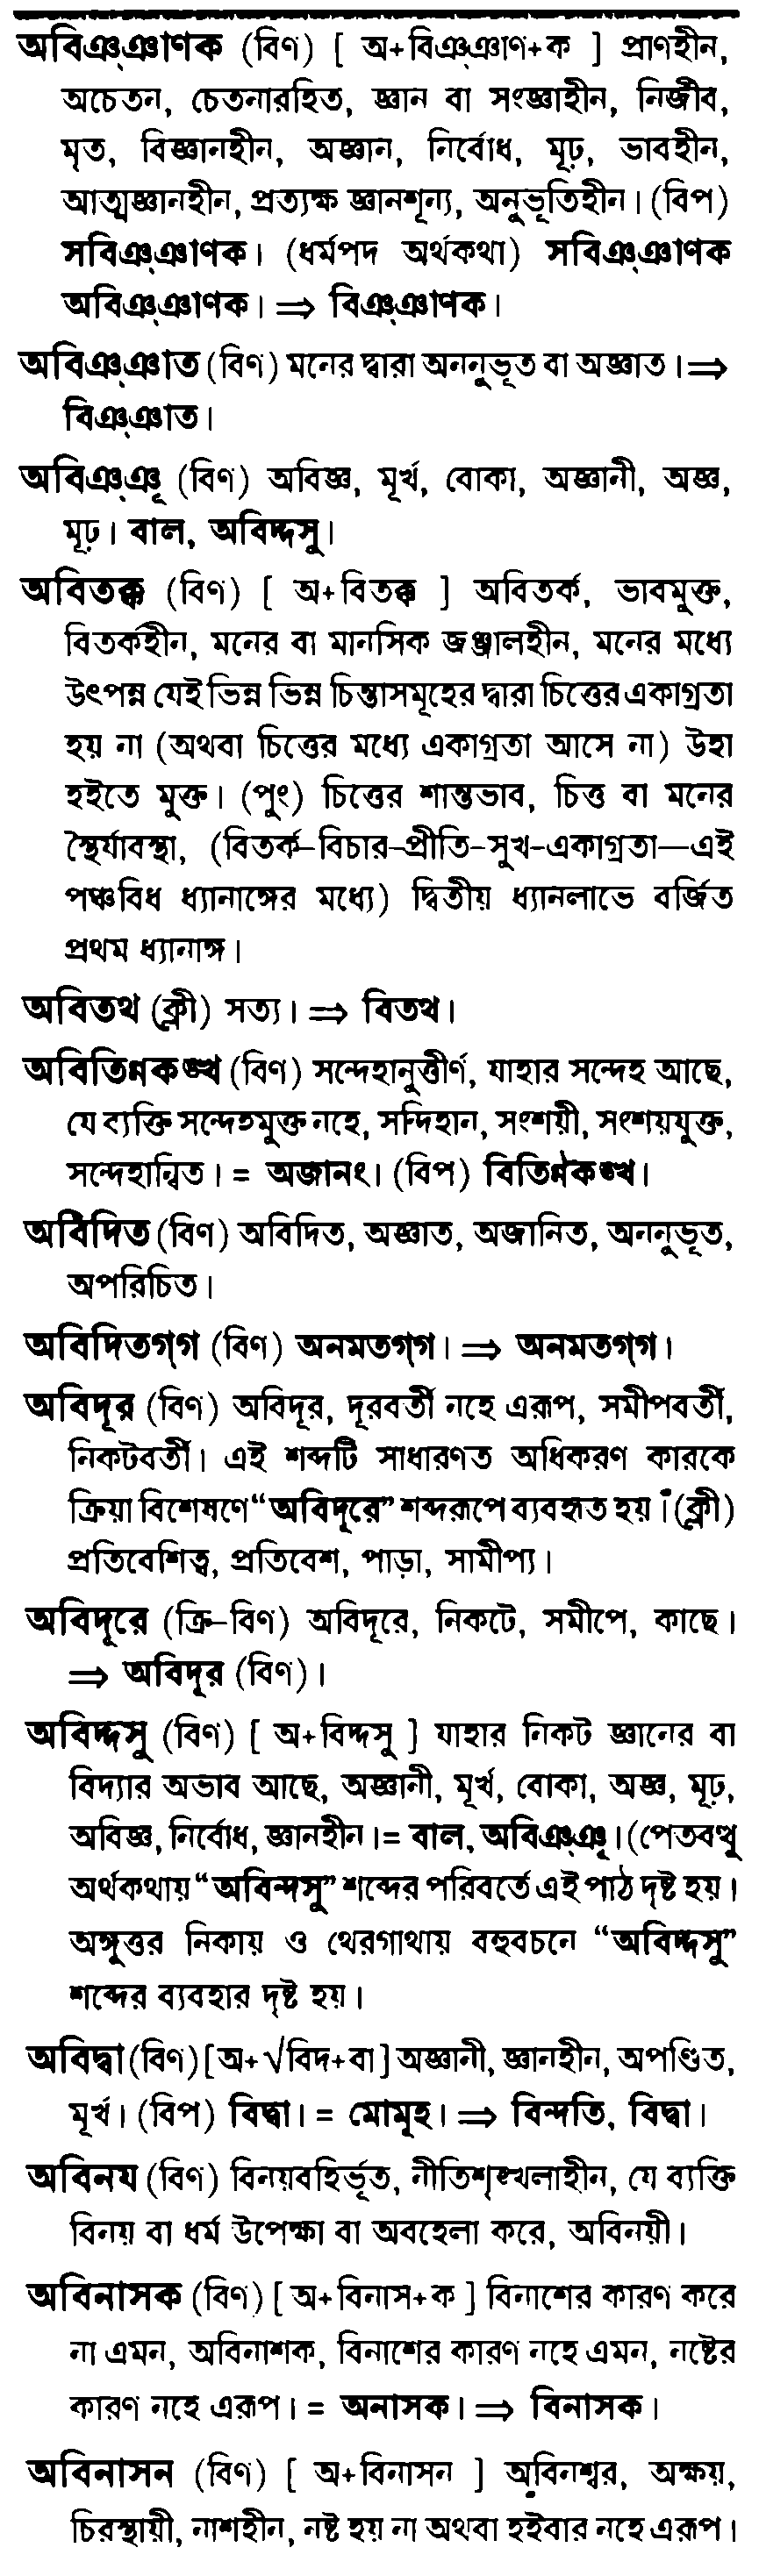 অবিঞ্ঞাণক (বিণ) [ অ+বিঞ্ঞাণ+ক ] প্রাণহীন,
অচেতন, চেতনারহিত, জ্ঞান বা সংজ্ঞাহীন, নির্জীব,
মৃত, বিজ্ঞানহীন, অজ্ঞান, নির্বোধ, মূঢ়, ভাবহীন,
আত্মজ্ঞানহীন, প্রত্যক্ষ জ্ঞানশূন্য, অনুভূতিহীন। (বিপ)
সবিঞ্ঞাণক। (ধর্মপদ অর্থকথা) সবিঞ্ঞাণক
অবিঞ্ঞাণক। ⇒ বিঞ্ঞাণক।
অবিঞ্ঞাত (বিণ) মনের দ্বারা অননুভূত বা অজ্ঞাত। ⇒
বিঞ্ঞাত।
অবিঞ্ঞূ (বিণ) অবিজ্ঞ, মূর্খ, বোকা, অজ্ঞানী, অজ্ঞ,
মূঢ়। বাল, অবিদ্দসু।
অবিতক্ক (বিণ) [ অ+বিতক্ক ] অবিতর্ক, ভাবমুক্ত,
বিতর্কহীন, মনের বা মানসিক জঞ্জালহীন, মনের মধ্যে
উৎপন্ন যেই ভিন্ন ভিন্ন চিন্তাসমূহের দ্বারা চিত্তের একাগ্রতা
হয় না (অথবা চিত্তের মধ্যে একাগ্রতা আসে না) উহা
হইতে মুক্ত। (পুং) চিত্তের শান্তভাব, চিত্ত বা মনের
স্থৈর্যাবস্থা, (বিতর্ক-বিচার-প্রীতি-সুখ-একাগ্রতা—এই
পঞ্চবিধ ধ্যানাঙ্গের মধ্যে) দ্বিতীয় ধ্যানলাভে বর্জিত
প্রথম ধ্যানাঙ্গ।
অবিতথ (ক্লী) সত্য। ⇒ বিতথ।
অবিতিণ্নকঙ্খ (বিণ) সন্দেহানুত্তীর্ণ, যাহার সন্দেহ আছে,
যে ব্যক্তি সন্দেহমুক্ত নহে, সন্দিহান, সংশয়ী, সংশয়যুক্ত,
সন্দেহান্বিত। = অজানং। (বিপ) বিতিণ্নকঙ্খ।
অবিদিত (বিণ) অবিদিত, অজ্ঞাত, অজানিত, অননুভূত,
অপরিচিত।
অবিদিতগ্গ (বিণ) অনমতগ্গ। ⇒ অনমতগ্গ।
অবিদূর (বিণ) অবিদূর, দূরবর্তী নহে এরূপ, সমীপবর্তী,
নিকটবর্তী। এই শব্দটি সাধারণত অধিকরণ কারকে
ক্রিয়া বিশেষণে “অবিদূরে” শব্দরূপে ব্যবহৃত হয়। (ক্লী)
প্রতিবেশিত্ব, প্রতিবেশ, পাড়া, সামীপ্য।
অবিদূরে (ক্রি-বিণ) অবিদূরে, নিকটে, সমীপে, কাছে।
⇒ অবিদূর (বিণ)।
অবিদ্দসু (বিণ) [ অ+বিদ্দসু ] যাহার নিকট জ্ঞানের বা
বিদ্যার অভাব আছে, অজ্ঞানী, মূর্খ, বোকা, অজ্ঞ, মূঢ়,
অবিজ্ঞ, নির্বোধ, জ্ঞানহীন।= বাল, অবিঞ্ঞূ। (পেতবত্থু
অর্থকথায় “অবিন্দসু” শব্দের পরিবর্তে এই পাঠ দৃষ্ট হয়।
অঙ্গুত্তর নিকায় ও থেরগাথায় বহুবচনে “অবিদ্দসু”
শব্দের ব্যবহার দৃষ্ট হয়।
অবিদ্বা (বিণ) [অ+√বিদ+বা] অজ্ঞানী, জ্ঞানহীন, অপণ্ডিত,
মূর্খ। (বিপ) বিদ্বা। = মোমূহ। ⇒ বিন্দতি, বিদ্বা।
অবিনয (বিণ) বিনয়বহির্ভূত, নীতিশৃঙ্খলাহীন, যে ব্যক্তি
বিনয় বা ধর্ম উপেক্ষা বা অবহেলা করে, অবিনয়ী।
অবিনাসক (বিণ) [ অ+বিনাস+ক ] বিনাশের কারণ করে
না এমন, অবিনাশক, বিনাশের কারণ নহে এমন, নষ্টের
কারণ নহে এরূপ। = অনাসক। ⇒ বিনাসক।
অবিনাসন (বিণ) [ অ+বিনাসন ] অবিনশ্বর, অক্ষয়,
চিরস্থায়ী, নাশহীন, নষ্ট হয় না অথবা হইবার নহে এরূপ।